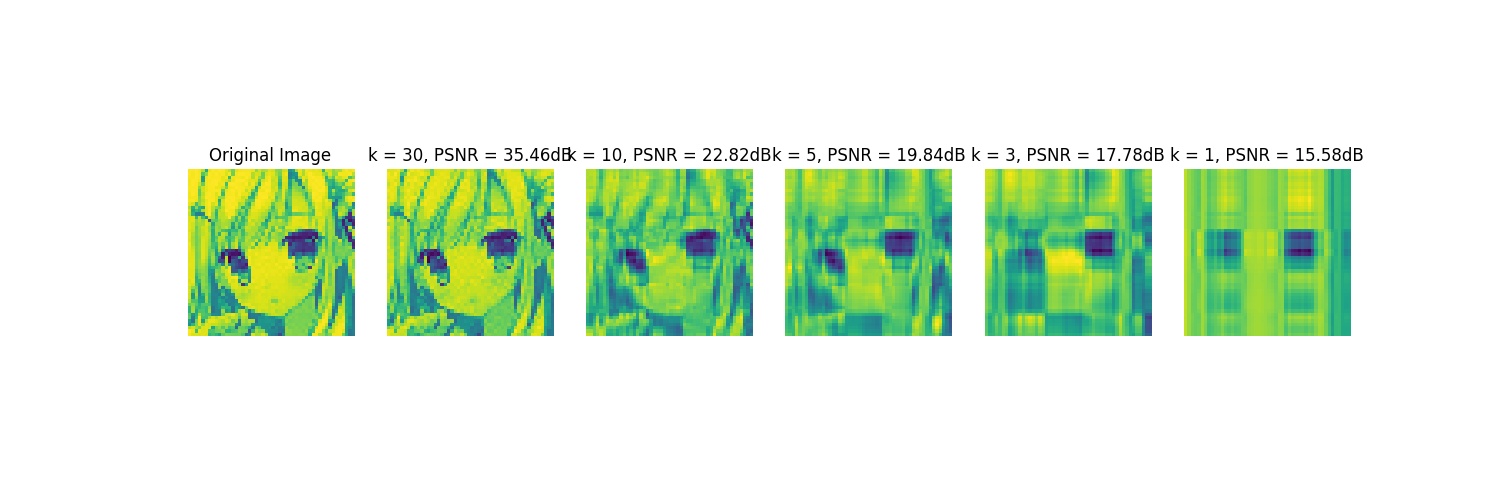 Original Image
k = 30, PSNR = 35.46dB
k = 10, PSNR = 22.82dB
k = 5, PSNR = 19.84dB
k = 3, PSNR = 17.78dB
k = 1, PSNR = 15.58dB